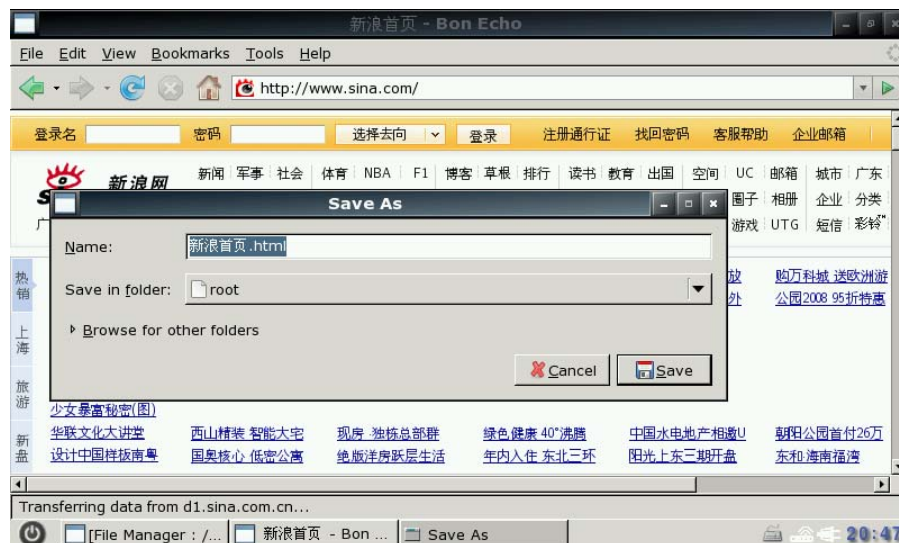 新浪首页 - Bon Echo
File Edit View Bookmarks Tools Help
http://www.sina.com/
登录名 密码 选择去向 登录 注册通行证 找回密码 客服帮助 企业邮箱
新浪网
新闻 军事 社会 体育 NBA F1 博客 草根 排行 读书 教育 出国 空间 UC 邮箱 城市 广东
圈子 相册 企业 分类
广 游戏 UTG 短信 彩铃
Save As
Name: 新浪首页.html
Save in folder: root
Browse for other folders
Cancel Save
热销
上海
旅游
新盘
放 购万科城 送欧洲游
外 公园2008 95折特惠
少女暴富秘密(图)
华联文化大讲堂 西山精装 智能大宅 现房 独栋总部群 绿色健康 40°沸腾 中国水电地产相邀U 朝阳公园首付26万
设计中国样板南粤 国奥核心 低密公寓 绝版洋房跃层生活 年内入住 东北三环 阳光上东三期开盘 东和·海南福湾
Transferring data from d1.sina.com.cn...
[File Manager : /... 新浪首页 - Bon ... Save As 20:47